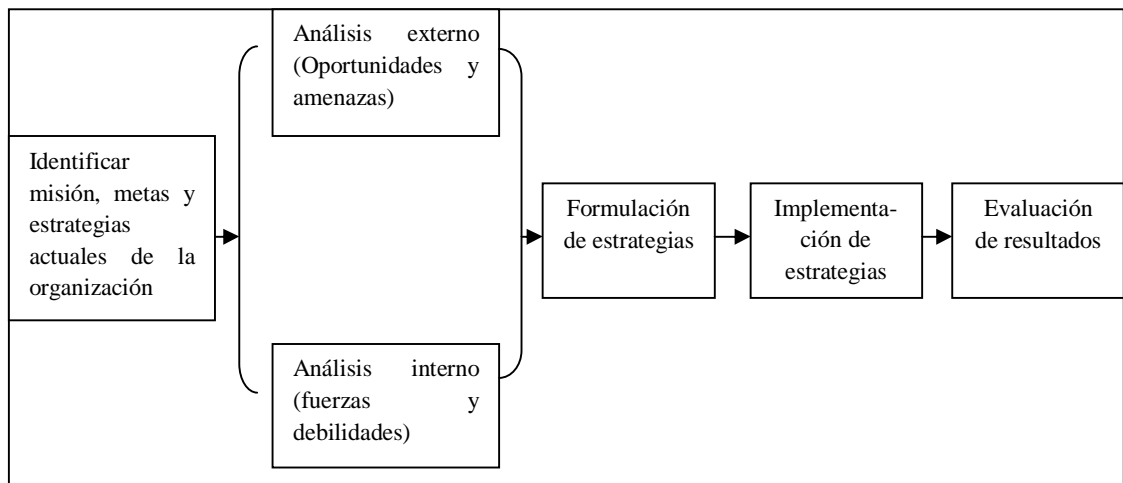 Identificar
misión, metas y
estrategias
actuales de la
organización
Análisis externo
(Oportunidades y
amenazas)
Análisis interno
(fuerzas y
debilidades)
Formulación
de estrategias
Implementa-
ción de
estrategias
Evaluación
de resultados